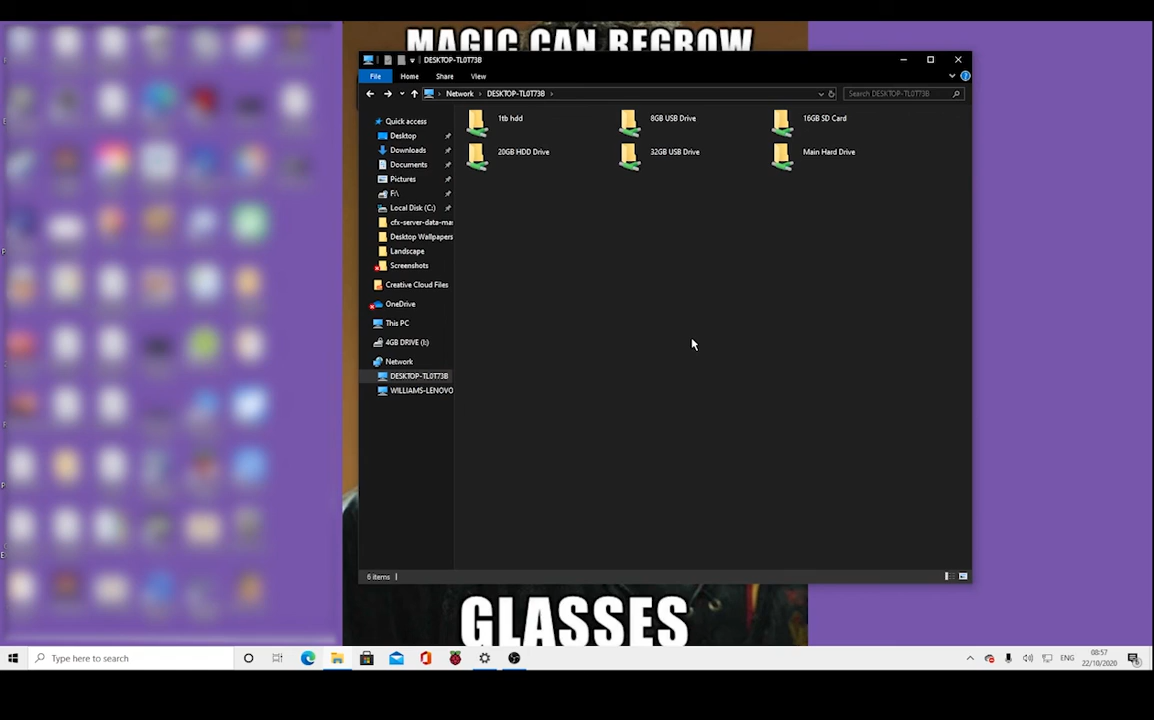 MAGIC CAN REGROW
DESKTOP-TL0T73B
File Home Share View
Network > DESKTOP-TL0T73B >
Search DESKTOP-TL0T73B
Quick access
Desktop
Downloads
Documents
Pictures
F:\
Local Disk (C:)
cfx-server-data-mas
Desktop Wallpapers
Landscape
Screenshots
Creative Cloud Files
OneDrive
This PC
4GB DRIVE (I:)
Network
DESKTOP-TL0T73B
WILLIAMS-LENOVO
1tb hdd
8GB USB Drive
16GB SD Card
20GB HDD Drive
32GB USB Drive
Main Hard Drive
6 items
GLASSES
Type here to search
ENG
08:57
22/10/2020